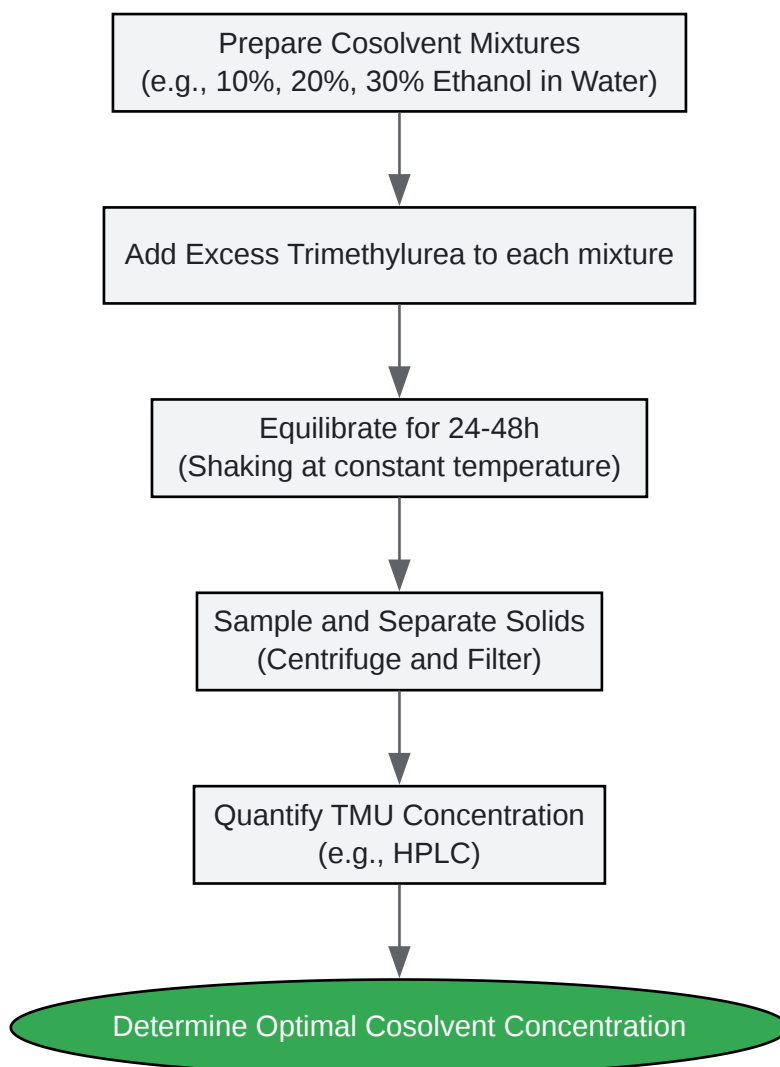 Prepare Cosolvent Mixtures
(e.g., 10%, 20%, 30% Ethanol in Water)
Add Excess Trimethylurea to each mixture
Equilibrate for 24-48h
(Shaking at constant temperature)
Sample and Separate Solids
(Centrifuge and Filter)
Quantify TMU Concentration
(e.g., HPLC)
Determine Optimal Cosolvent Concentration